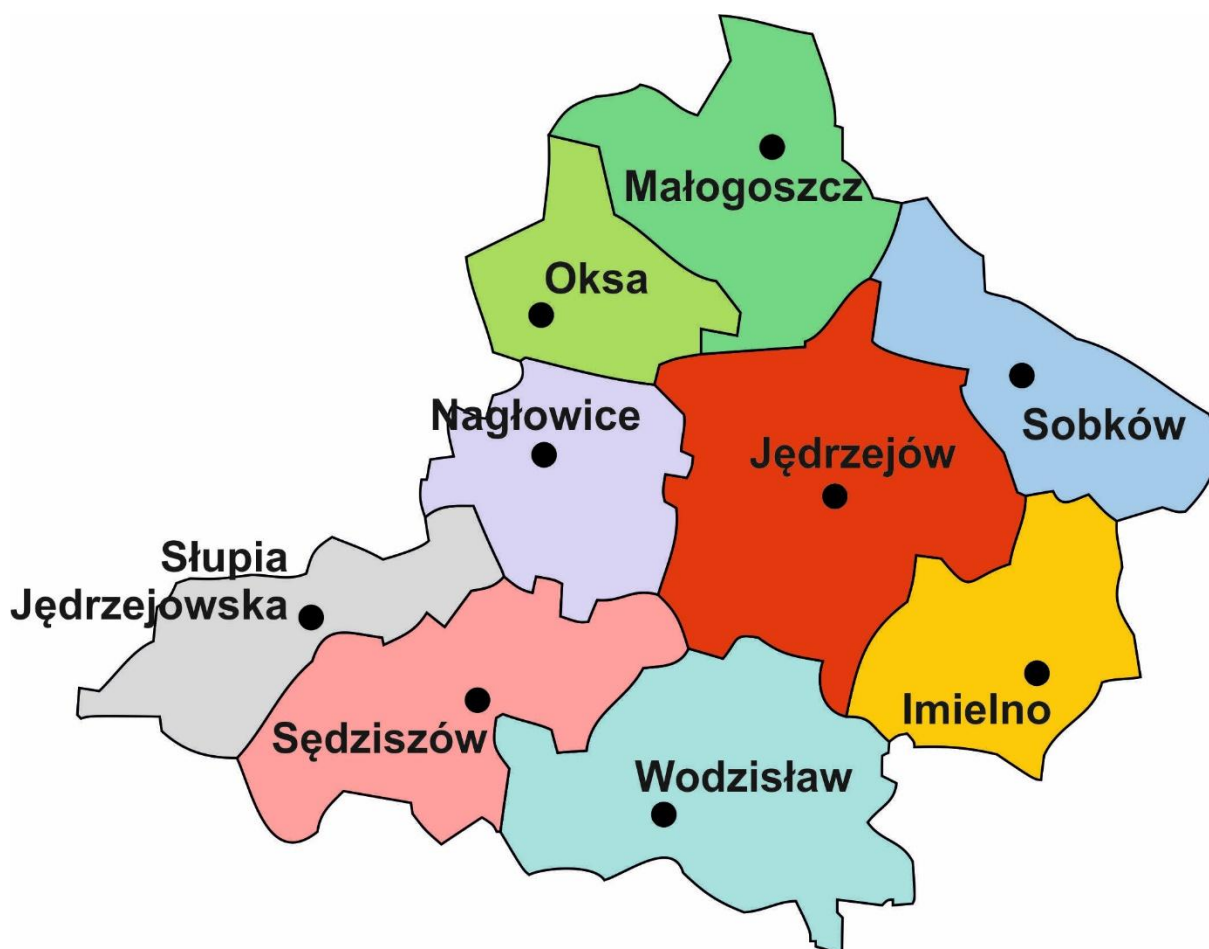 Małogoszcz
Oksa
Nagłowice
Sobków
Jędrzejów
Słupia
Jędrzejowska
Imielno
Sędziszów
Wodzisław